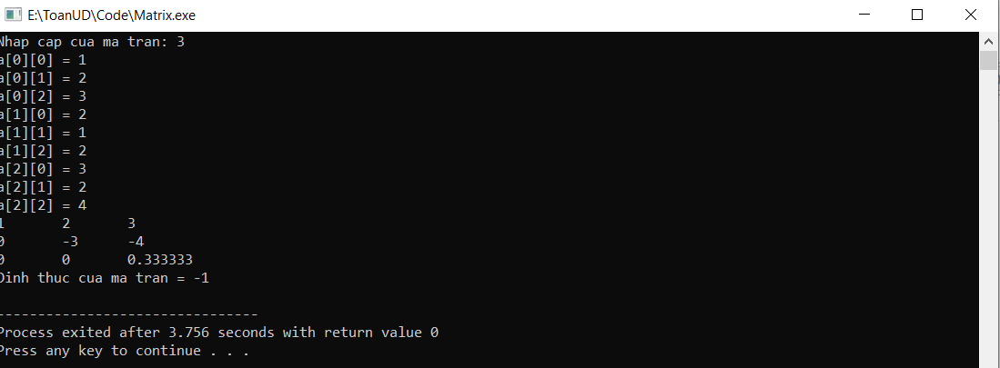 E:\ToanUD\Code\Matrix.exe
Nhap cap cua ma tran: 3
a[0][0] = 1
a[0][1] = 2
a[0][2] = 3
a[1][0] = 2
a[1][1] = 1
a[1][2] = 2
a[2][0] = 3
a[2][1] = 2
a[2][2] = 4
1 2 3
0 -3 -4
0 0 0.333333
Dinh thuc cua ma tran = -1
--------------------------------
Process exited after 3.756 seconds with return value 0
Press any key to continue . . .